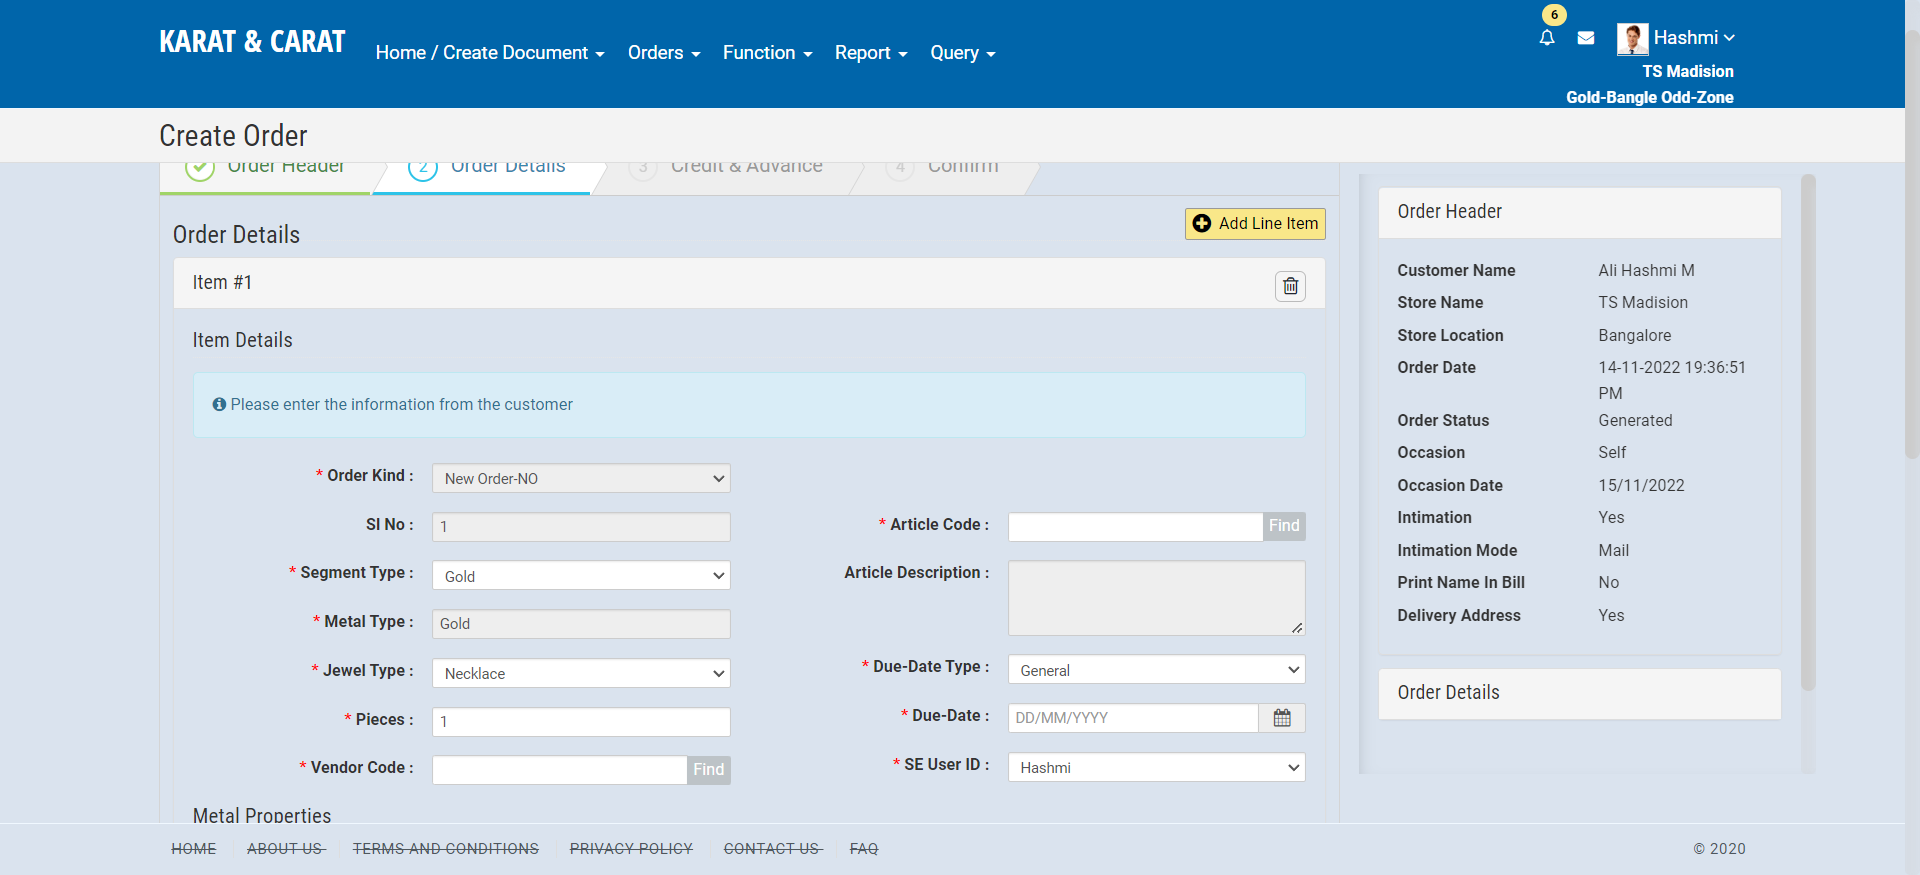 KARAT & CARAT
Home / Create Document
Orders
Function
Report
Query
6
Hashmi
TS Madision
Gold-Bangle Odd-Zone
Create Order
Order Header
2 Order Details
3 Credit & Advance
4 Confirm
Order Details
Add Line Item
Item #1
Item Details
Please enter the information from the customer
* Order Kind : New Order-NO
Sl No : 1
* Segment Type : Gold
* Metal Type : Gold
* Jewel Type : Necklace
* Pieces : 1
* Vendor Code : Find
* Article Code : Find
Article Description :
* Due-Date Type : General
* Due-Date : DD/MM/YYYY
* SE User ID : Hashmi
Metal Properties
Order Header
Customer Name Ali Hashmi M
Store Name TS Madision
Store Location Bangalore
Order Date 14-11-2022 19:36:51
PM
Order Status Generated
Occasion Self
Occasion Date 15/11/2022
Intimation Yes
Intimation Mode Mail
Print Name In Bill No
Delivery Address Yes
Order Details
HOME
ABOUT US
TERMS AND CONDITIONS
PRIVACY POLICY
CONTACT US
FAQ
© 2020